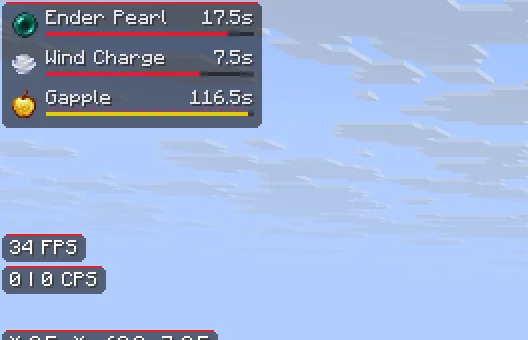 Ender Pearl 17.5s
Wind Charge 7.5s
Gapple 116.5s
34 FPS
0 | 0 CPS